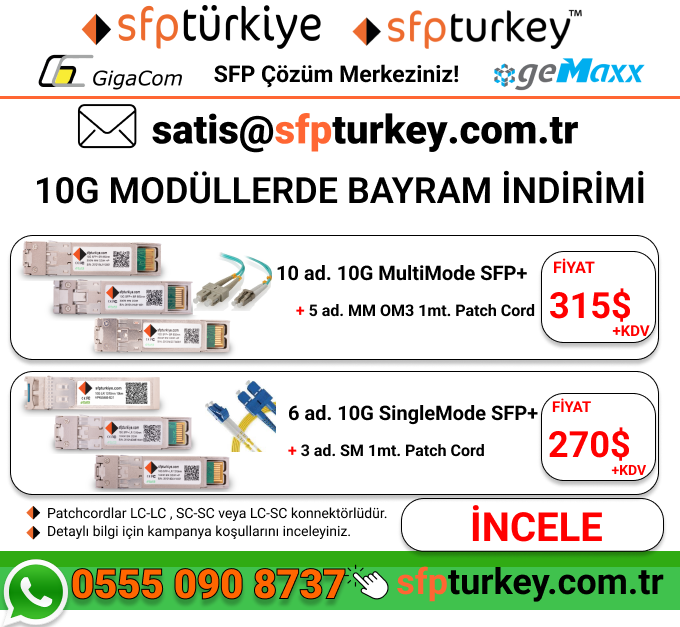 sfptürkiye sfpturkey™
GigaCom SFP Çözüm Merkeziniz! geMaxx
satis@sfpturkey.com.tr
10G MODÜLLERDE BAYRAM İNDİRİMİ
10 ad. 10G MultiMode SFP+
+ 5 ad. MM OM3 1mt. Patch Cord
FİYAT
315$
+KDV
6 ad. 10G SingleMode SFP+
+ 3 ad. SM 1mt. Patch Cord
FİYAT
270$
+KDV
Patchcordlar LC-LC , SC-SC veya LC-SC konnektörlüdür.
Detaylı bilgi için kampanya koşullarını inceleyiniz.
İNCELE
0555 090 8737 sfpturkey.com.tr